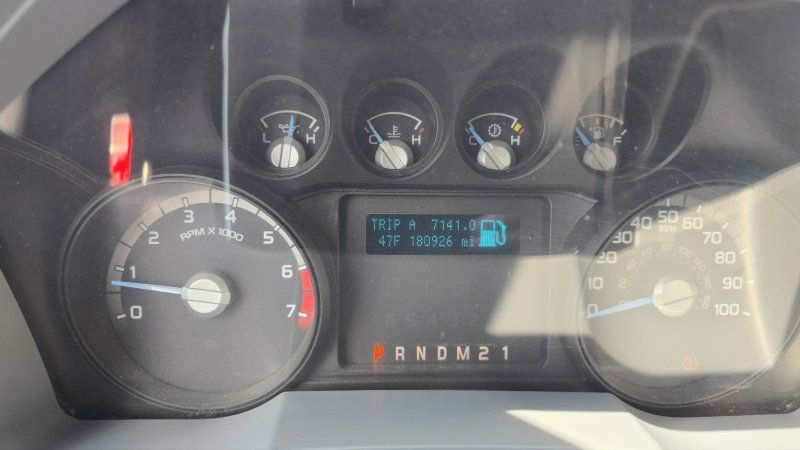 L H
C H
C H
F
RPM X 1000
0 1 2 3 4 5 6 7
TRIP A 7141.0
47F 180926 mi
P R N D M 2 1
MPH
0 10 20 30 40 50 60 70 80 90 100